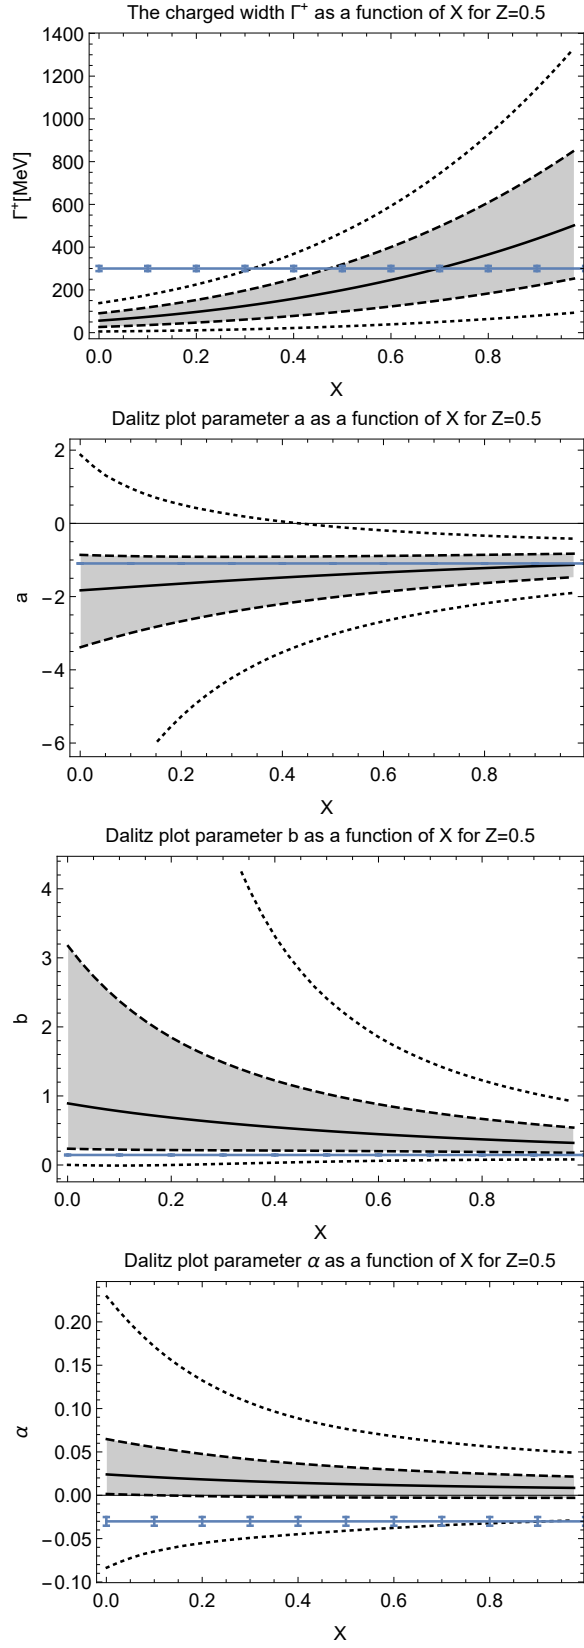 The charged width Γ⁺ as a function of X for Z=0.5
1400
1200
1000
800
600
400
200
0
Γ⁺[MeV]
0.0 0.2 0.4 0.6 0.8
X
Dalitz plot parameter a as a function of X for Z=0.5
2
0
−2
−4
−6
a
0.0 0.2 0.4 0.6 0.8
X
Dalitz plot parameter b as a function of X for Z=0.5
4
3
2
1
0
b
0.0 0.2 0.4 0.6 0.8
X
Dalitz plot parameter α as a function of X for Z=0.5
0.20
0.15
0.10
0.05
0.00
−0.05
−0.10
α
0.0 0.2 0.4 0.6 0.8
X